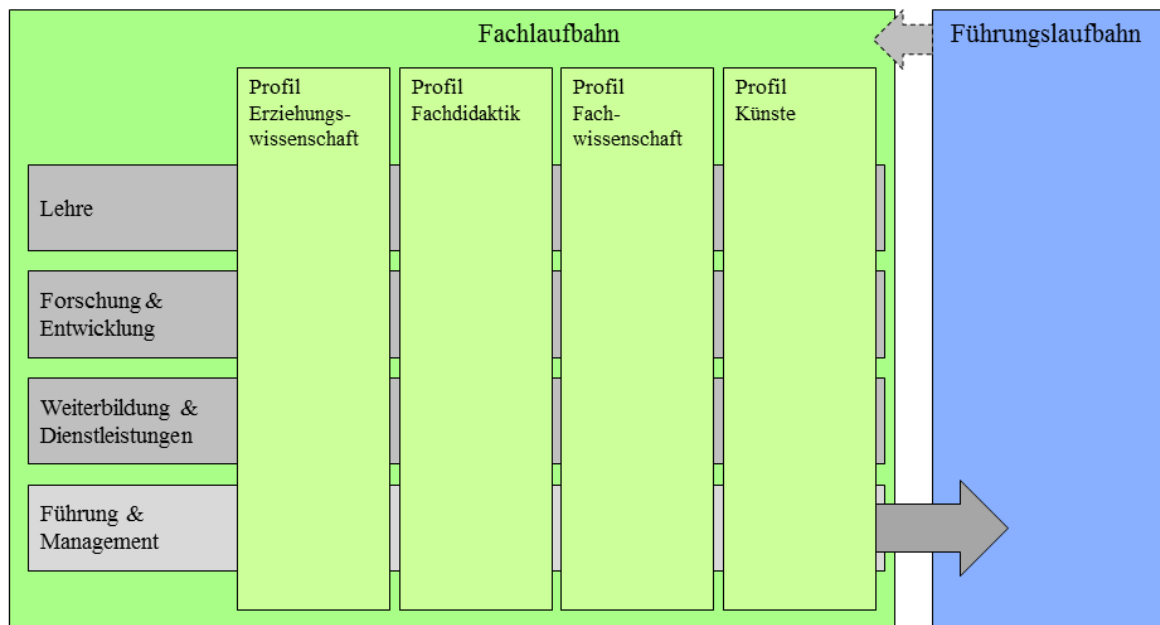 Fachlaufbahn
Führungslaufbahn
Profil
Erziehungs-
wissenschaft
Profil
Fachdidaktik
Profil
Fach-
wissenschaft
Profil
Künste
Lehre
Forschung &
Entwicklung
Weiterbildung &
Dienstleistungen
Führung &
Management